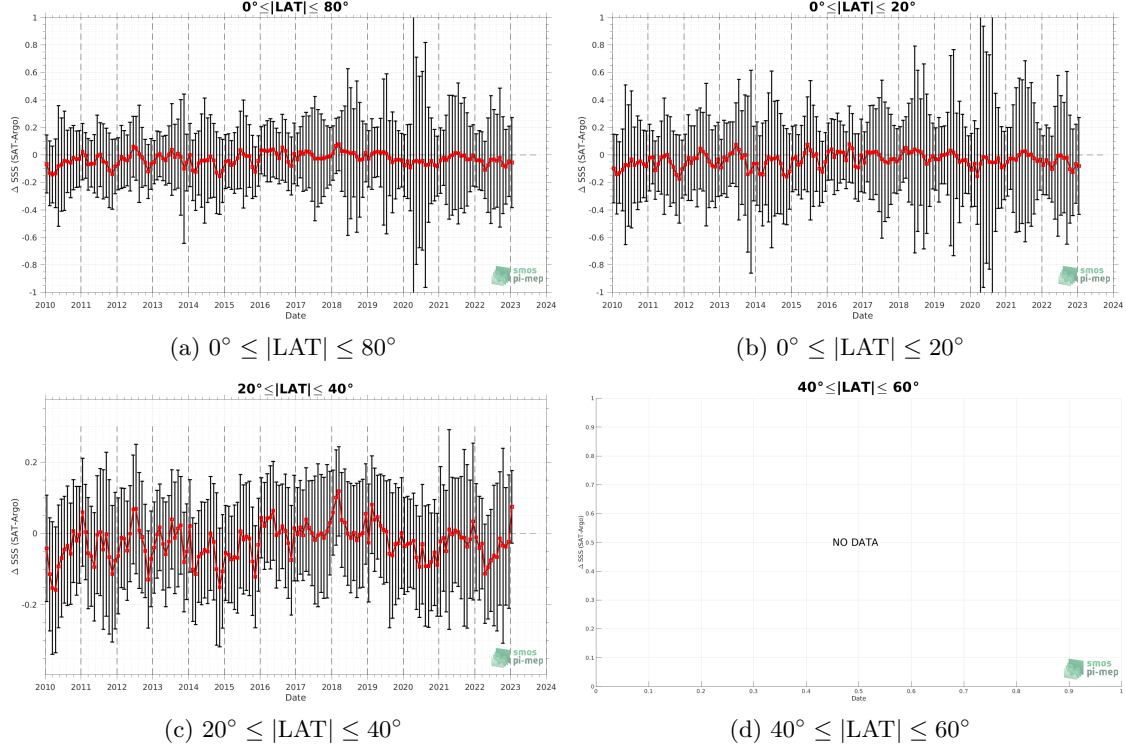 0°≤|LAT|≤ 80°
Δ SSS (SAT-Argo)
1
0.8
0.6
0.4
0.2
0
-0.2
-0.4
-0.6
-0.8
-1
2010 2011 2012 2013 2014 2015 2016 2017 2018 2019 2020 2021 2022 2023 2024
Date
smos
pi-mep
(a) 0° ≤ |LAT| ≤ 80°
0°≤|LAT|≤ 20°
Δ SSS (SAT-Argo)
1
0.8
0.6
0.4
0.2
0
-0.2
-0.4
-0.6
-0.8
-1
2010 2011 2012 2013 2014 2015 2016 2017 2018 2019 2020 2021 2022 2023 2024
Date
smos
pi-mep
(b) 0° ≤ |LAT| ≤ 20°
20°≤|LAT|≤ 40°
Δ SSS (SAT-Argo)
0.2
0
-0.2
2010 2011 2012 2013 2014 2015 2016 2017 2018 2019 2020 2021 2022 2023 2024
Date
smos
pi-mep
(c) 20° ≤ |LAT| ≤ 40°
40°≤|LAT|≤ 60°
Δ SSS (SAT-Argo)
1
0.9
0.8
0.7
0.6
0.5
0.4
0.3
0.2
0.1
0
NO DATA
0 0.1 0.2 0.3 0.4 0.5 0.6 0.7 0.8 0.9 1
Date
smos
pi-mep
(d) 40° ≤ |LAT| ≤ 60°